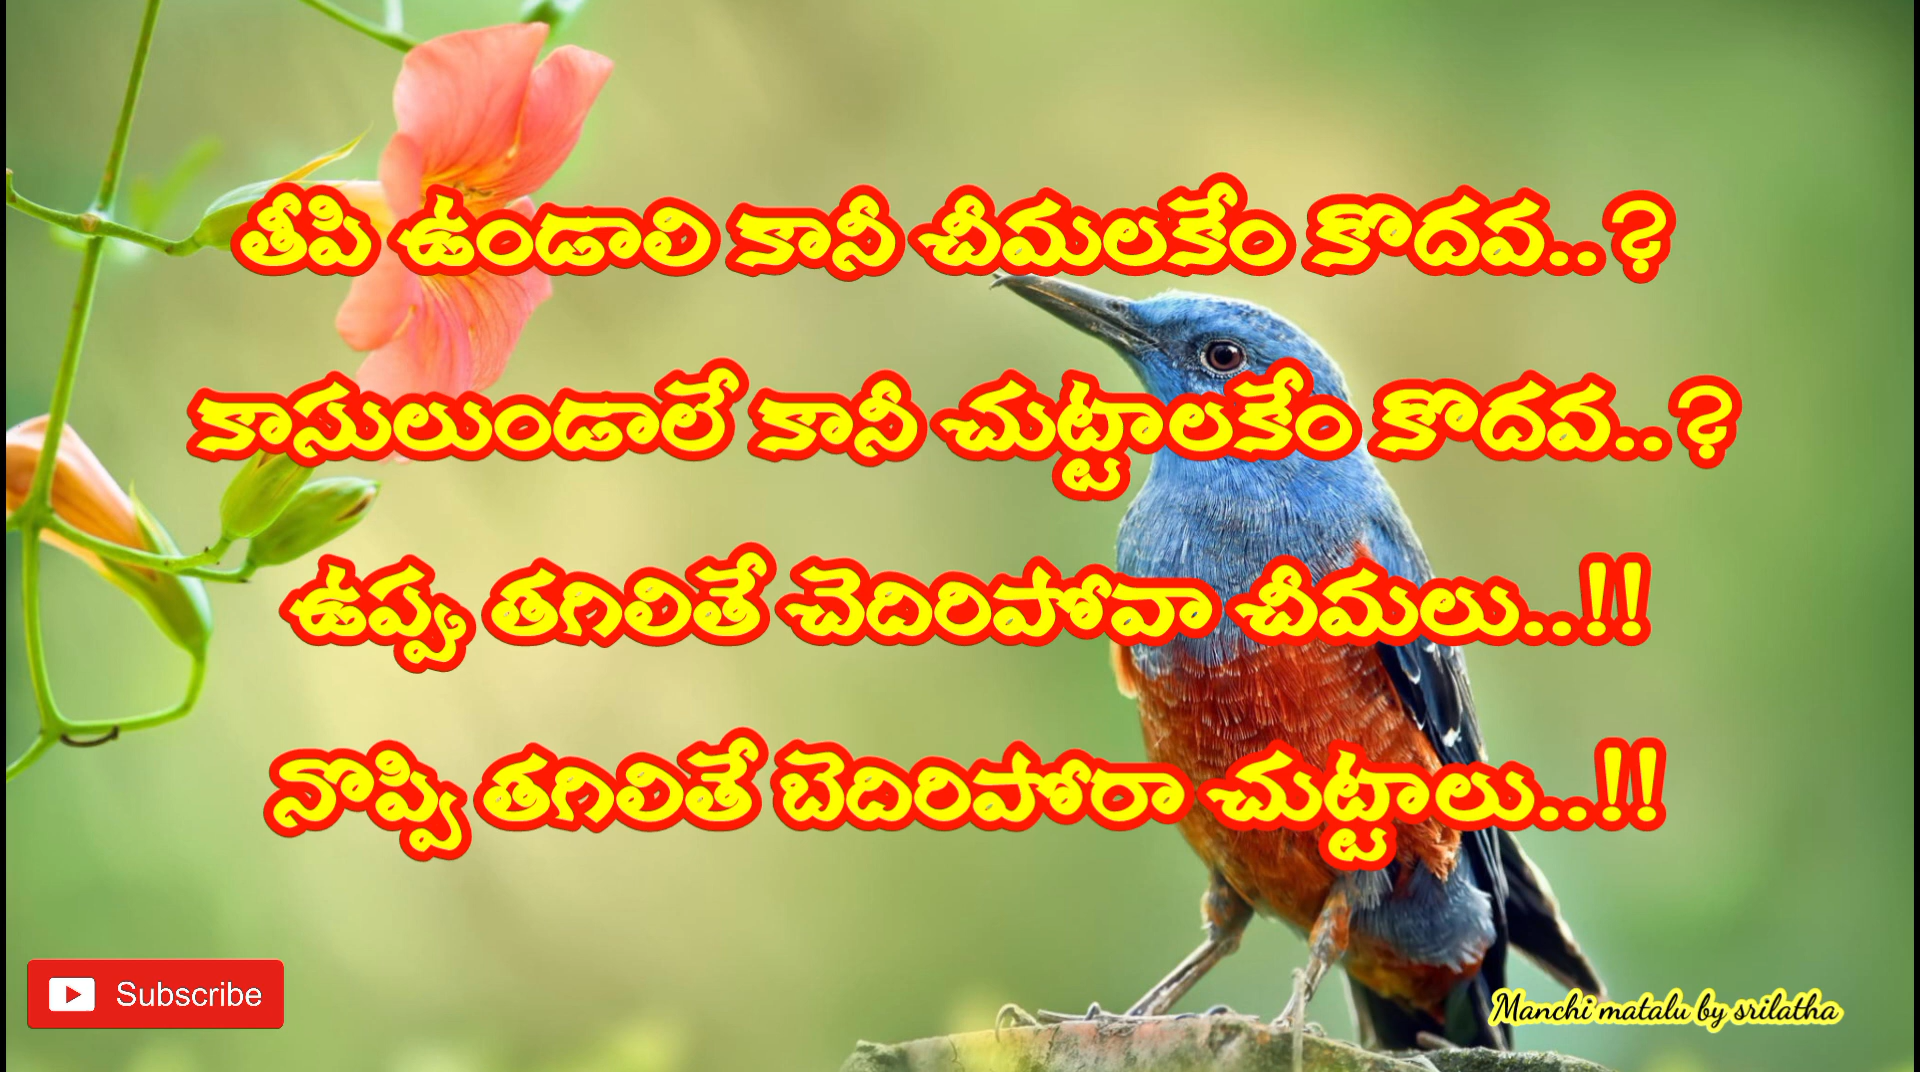 తీపి ఉండాలి కానీ చీమలకేం కొదవ..?
కాసులుండాలే కానీ చుట్టాలకేం కొదవ..?
ఉప్పు తగిలితే చెదిరిపోవా చీమలు..!!
నొప్పి తగిలితే బెదిరిపోరా చుట్టాలు..!!
Subscribe
Manchi matalu by srilatha